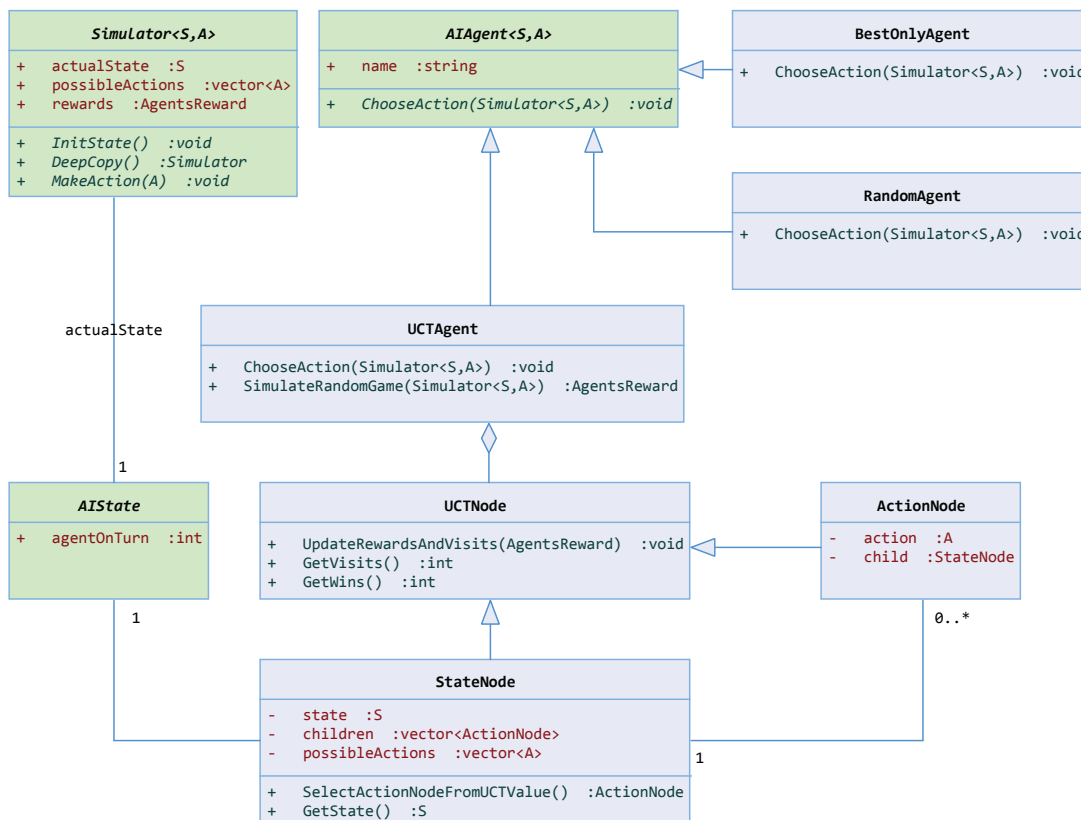 Simulator<S,A>
+ actualState :S
+ possibleActions :vector<A>
+ rewards :AgentsReward
+ InitState() :void
+ DeepCopy() :Simulator
+ MakeAction(A) :void
AIAgent<S,A>
+ name :string
+ ChooseAction(Simulator<S,A>) :void
BestOnlyAgent
+ ChooseAction(Simulator<S,A>) :void
RandomAgent
+ ChooseAction(Simulator<S,A>) :void
actualState
1
UCTAgent
+ ChooseAction(Simulator<S,A>) :void
+ SimulateRandomGame(Simulator<S,A>) :AgentsReward
AIState
+ agentOnTurn :int
1
UCTNode
+ UpdateRewardsAndVisits(AgentsReward) :void
+ GetVisits() :int
+ GetWins() :int
ActionNode
- action :A
- child :StateNode
0..*
StateNode
- state :S
- children :vector<ActionNode>
- possibleActions :vector<A>
+ SelectActionNodeFromUCTValue() :ActionNode
+ GetState() :S
1